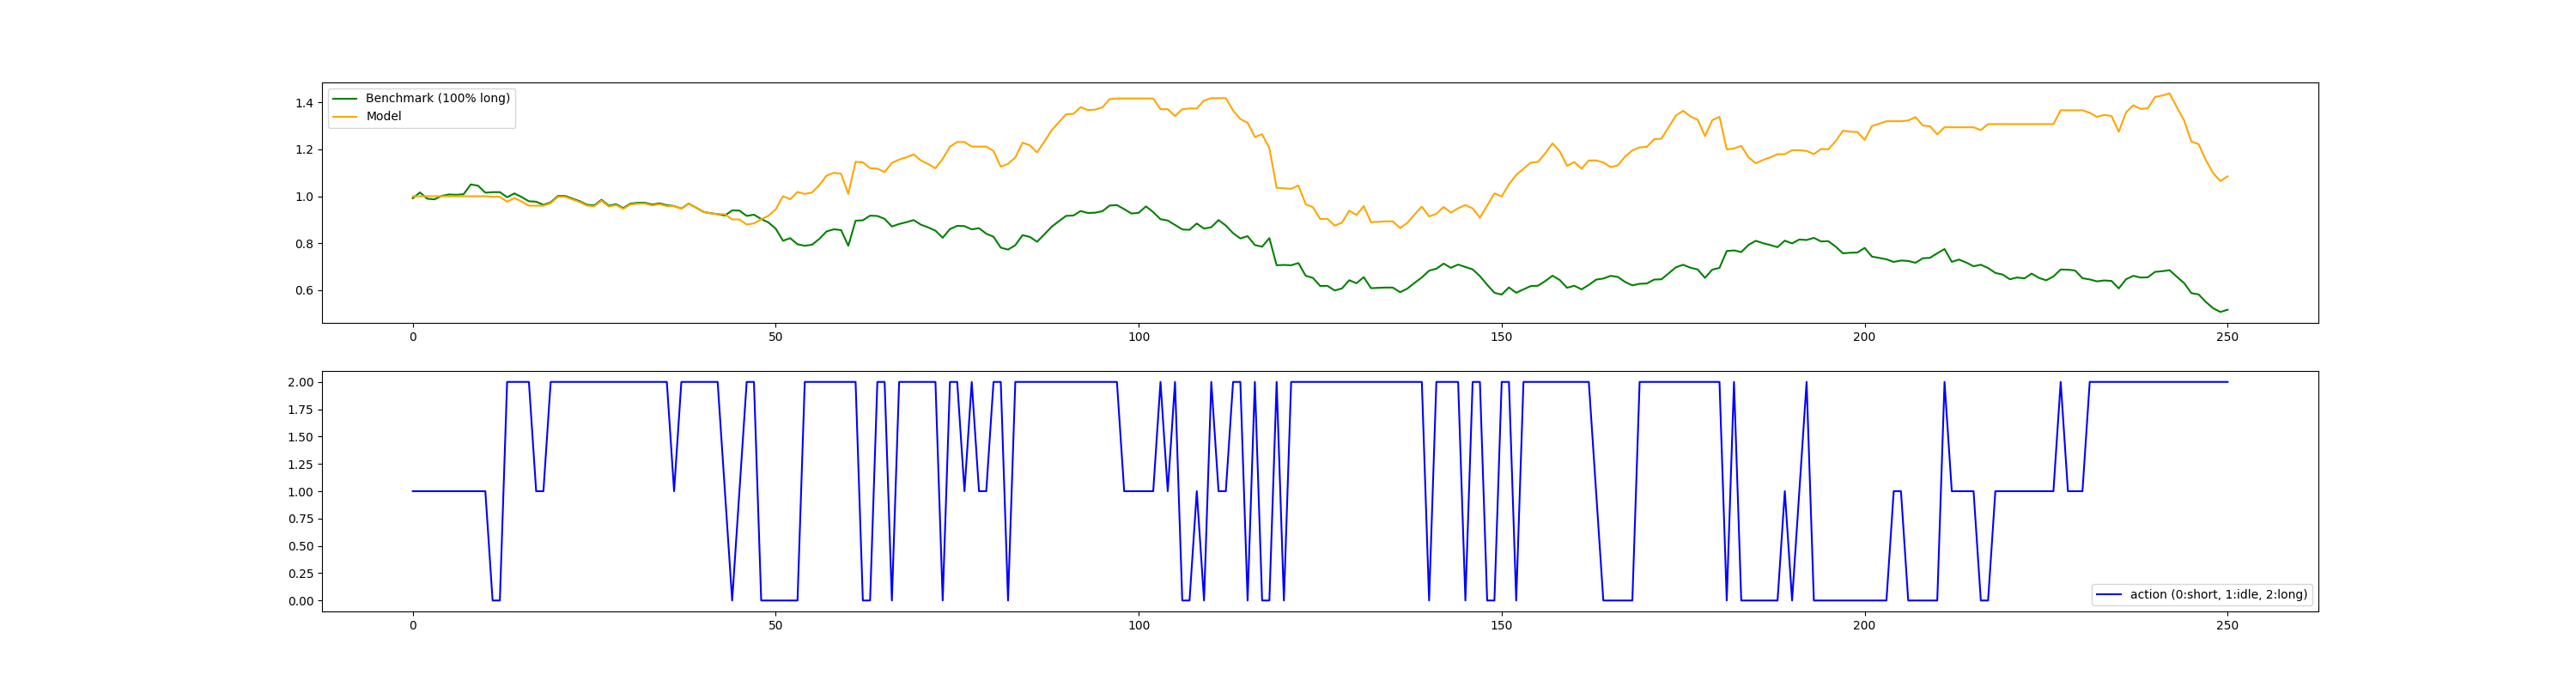 Benchmark (100% long)
Model
1.4
1.2
1.0
0.8
0.6
0 50 100 150 200 250
2.00
1.75
1.50
1.25
1.00
0.75
0.50
0.25
0.00
action (0:short, 1:idle, 2:long)
0 50 100 150 200 250